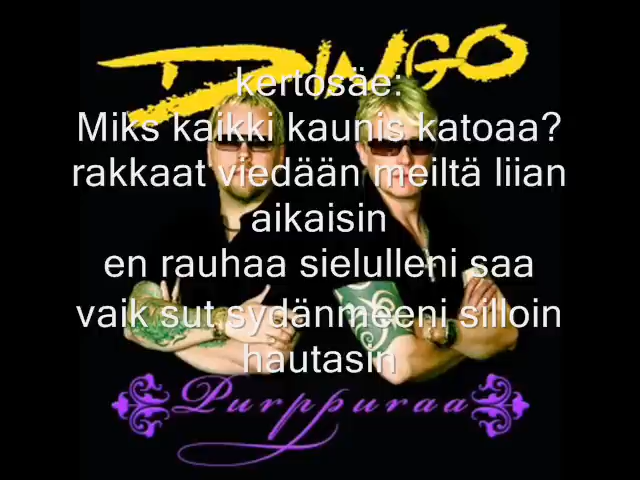 DINGO
kertosäe:
Miks kaikki kaunis katoaa?
rakkaat viedään meiltä liian
aikaisin
en rauhaa sielulleni saa
vaik sut sydänmeeni silloin
hautasin
Purppuraa